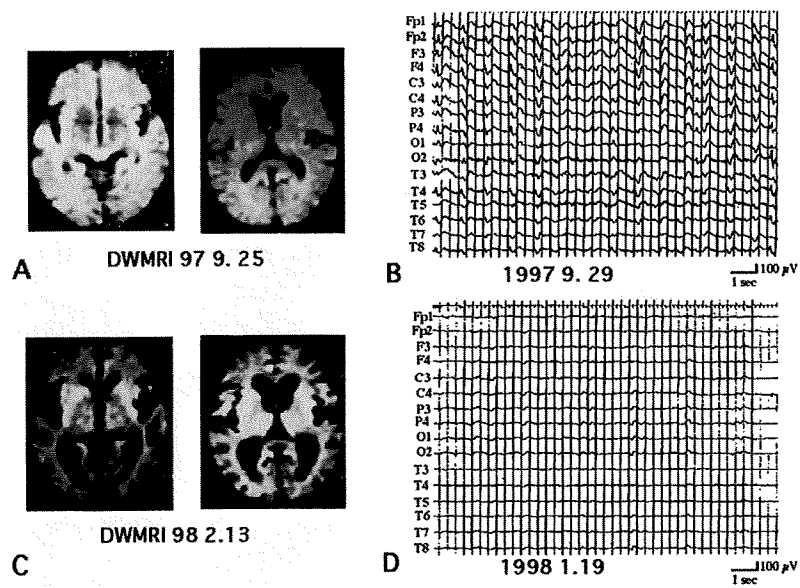 Fp1
Fp2
F3
F4
C3
C4
P3
P4
O1
O2
T3
T4
T5
T6
T7
T8
A
DWMRI 97 9. 25
B
1997 9. 29
100 μV
1 sec
Fp1
Fp2
F3
F4
C3
C4
P3
P4
O1
O2
T3
T4
T5
T6
T7
T8
C
DWMRI 98 2.13
D
1998 1.19
100 μV
1 sec